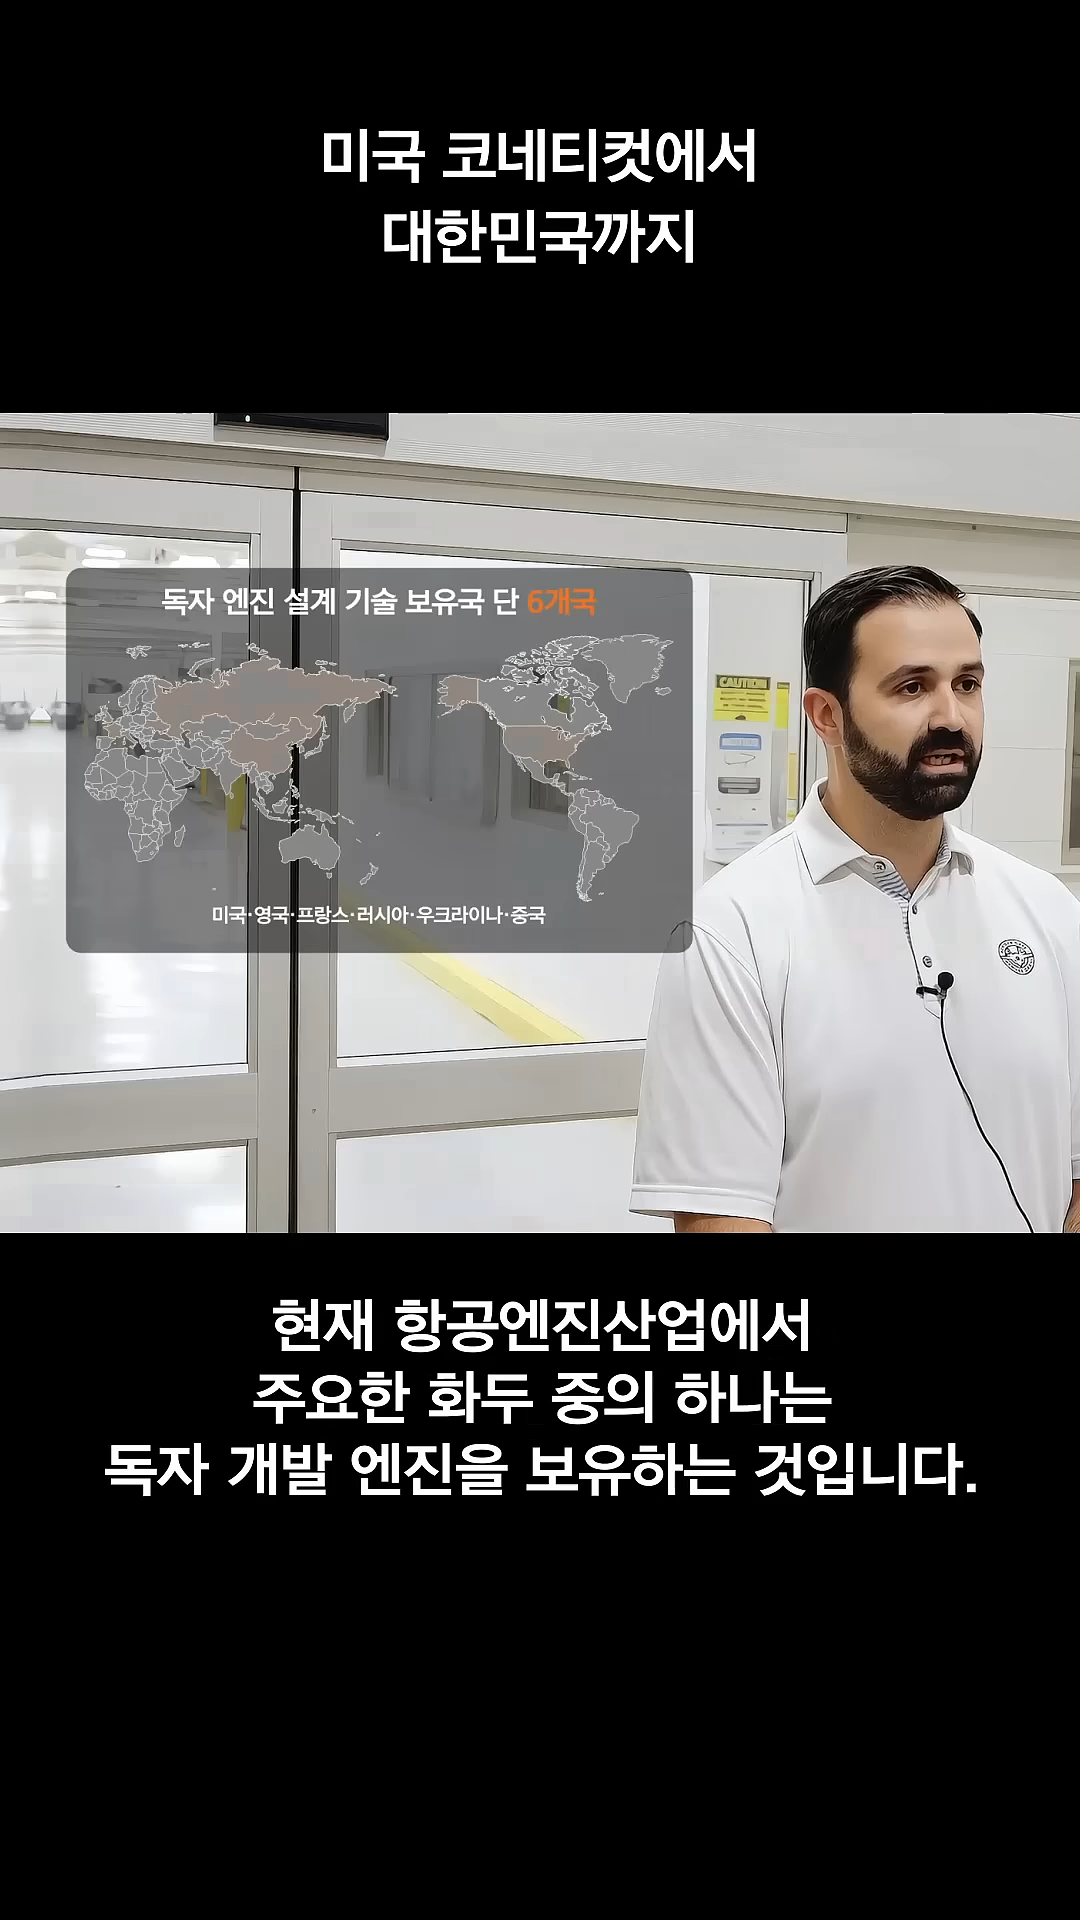 미국 코네티컷에서
대한민국까지
독자 엔진 설계 기술 보유국 단 6개국
CAUTION
미국·영국·프랑스·러시아·우크라이나·중국
현재 항공엔진산업에서
주요한 화두 중의 하나는
독자 개발 엔진을 보유하는 것입니다.